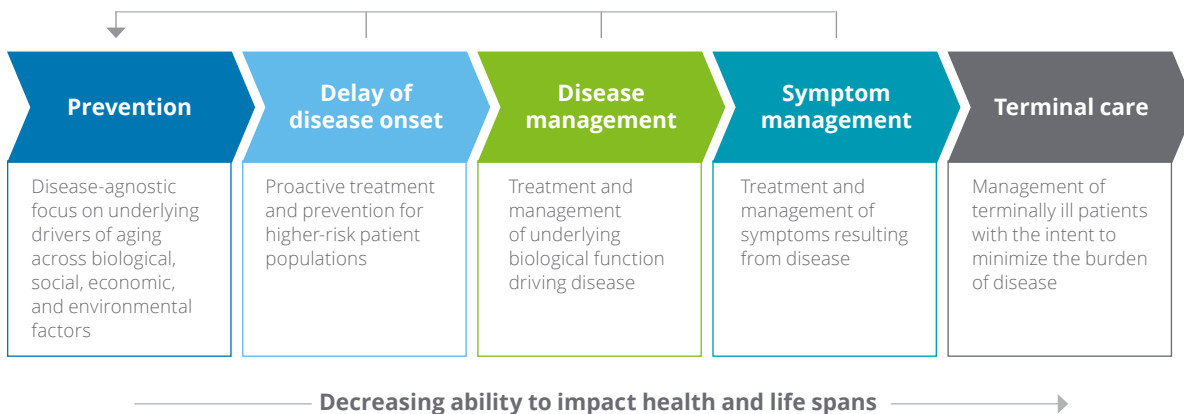 Prevention
Disease-agnostic
focus on underlying
drivers of aging
across biological,
social, economic,
and environmental
factors
Delay of
disease onset
Proactive treatment
and prevention for
higher-risk patient
populations
Disease
management
Treatment and
management
of underlying
biological function
driving disease
Symptom
management
Treatment and
management of
symptoms resulting
from disease
Terminal care
Management of
terminally ill patients
with the intent to
minimize the burden
of disease
Decreasing ability to impact health and life spans